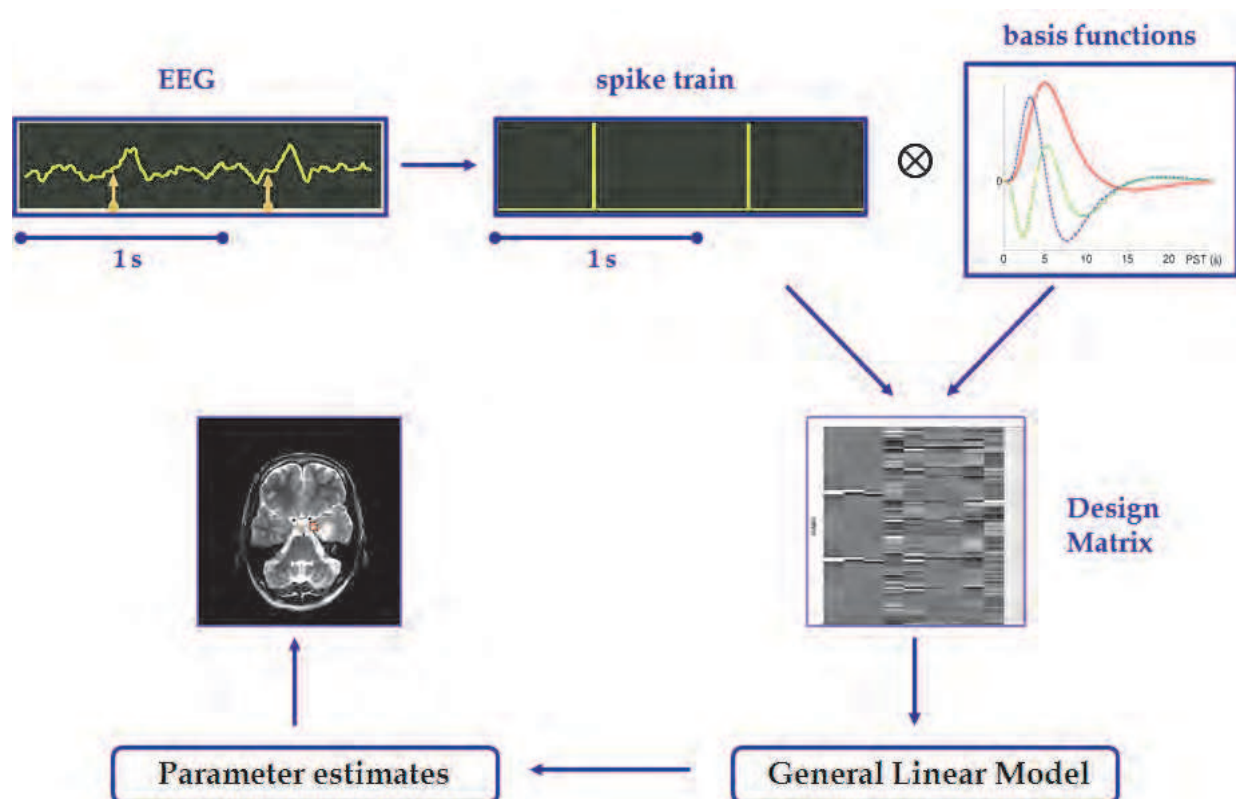 basis functions
EEG
spike train
0
0 5 10 15 20 PST (s)
1 s
1 s
Design
Matrix
Parameter estimates
General Linear Model